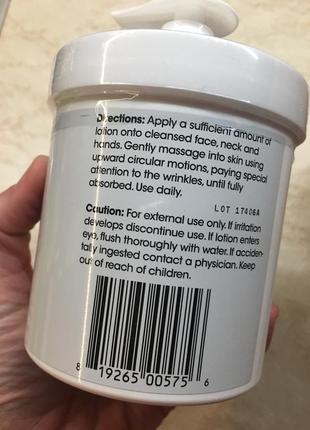 Directions: Apply a sufficient amount of
lotion onto cleansed face, neck and
hands. Gently massage into skin using
upward circular motions, paying special
attention to the wrinkles, until fully
absorbed. Use daily.
LOT 17406A
Caution: For external use only. If irritation
develops discontinue use. If lotion enters
eye, flush thoroughly with water. If acciden-
tally ingested contact a physician. Keep
out of reach of children.
8 19265 00575 6